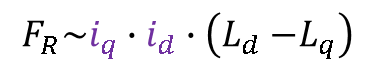 F_R~i_q · i_d · (L_d –L_q)